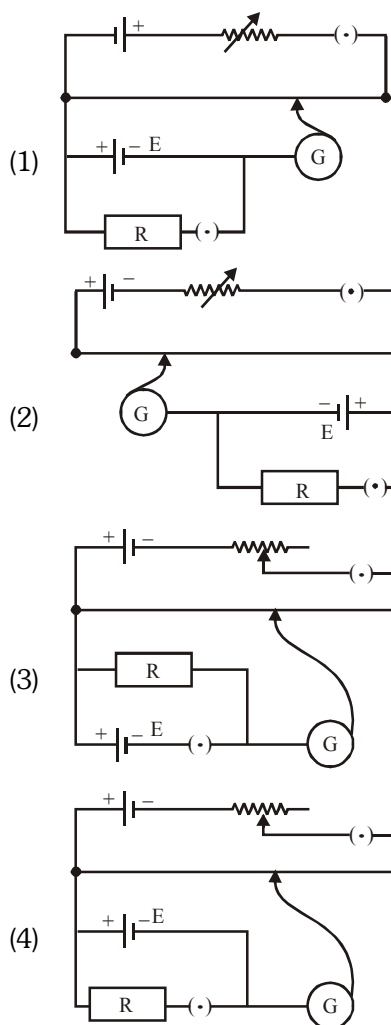 +
(1)
+ − E
G
R
+ −
(2)
G
− +
E
R
+ −
(3)
R
+ − E
G
+ −
(4)
+ −E
R
G